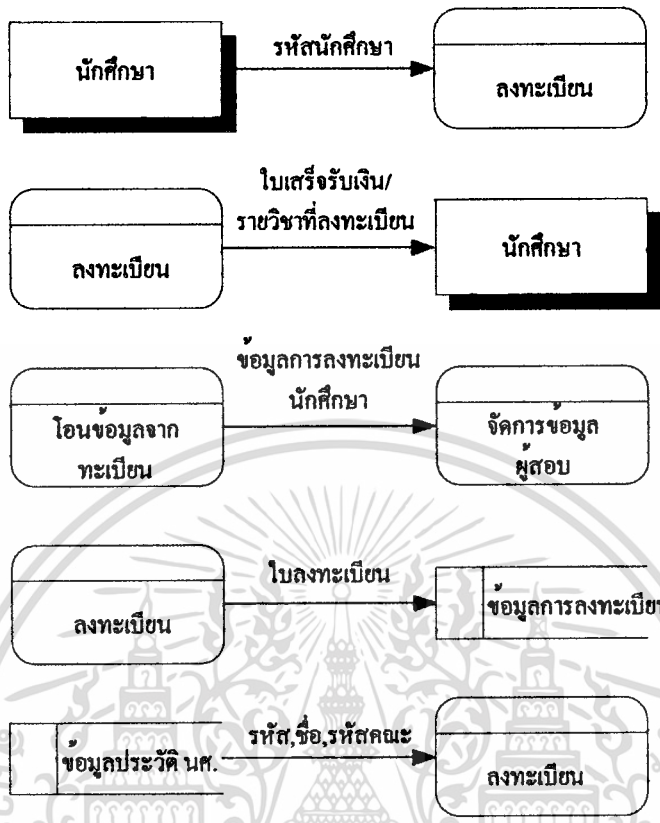 นักศึกษา
รหัสนักศึกษา
ลงทะเบียน
ลงทะเบียน
ใบเสร็จรับเงิน/
รายวิชาที่ลงทะเบียน
นักศึกษา
โอนข้อมูลจาก
ทะเบียน
ข้อมูลการลงทะเบียน
นักศึกษา
จัดการข้อมูล
ผู้สอบ
ลงทะเบียน
ใบลงทะเบียน
ข้อมูลการลงทะเบียน
ข้อมูลประวัติ นศ.
รหัส,ชื่อ,รหัสคณะ
ลงทะเบียน